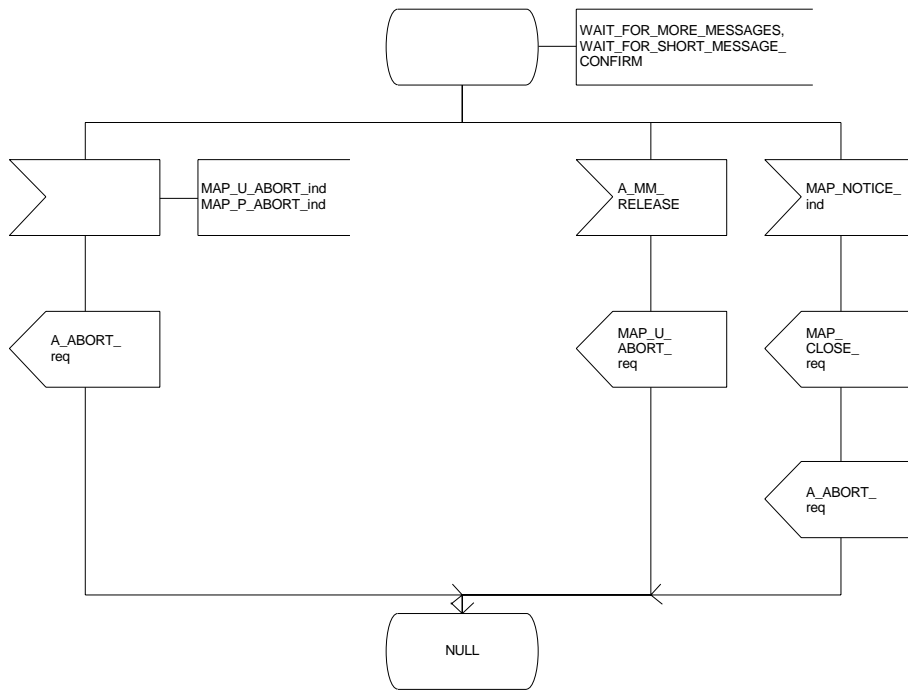 WAIT_FOR_MORE_MESSAGES,
WAIT_FOR_SHORT_MESSAGE_
CONFIRM
MAP_U_ABORT_ind
MAP_P_ABORT_ind
A_MM_
RELEASE
MAP_NOTICE_
ind
A_ABORT_
req
MAP_U_
ABORT_
req
MAP_
CLOSE_
req
A_ABORT_
req
NULL